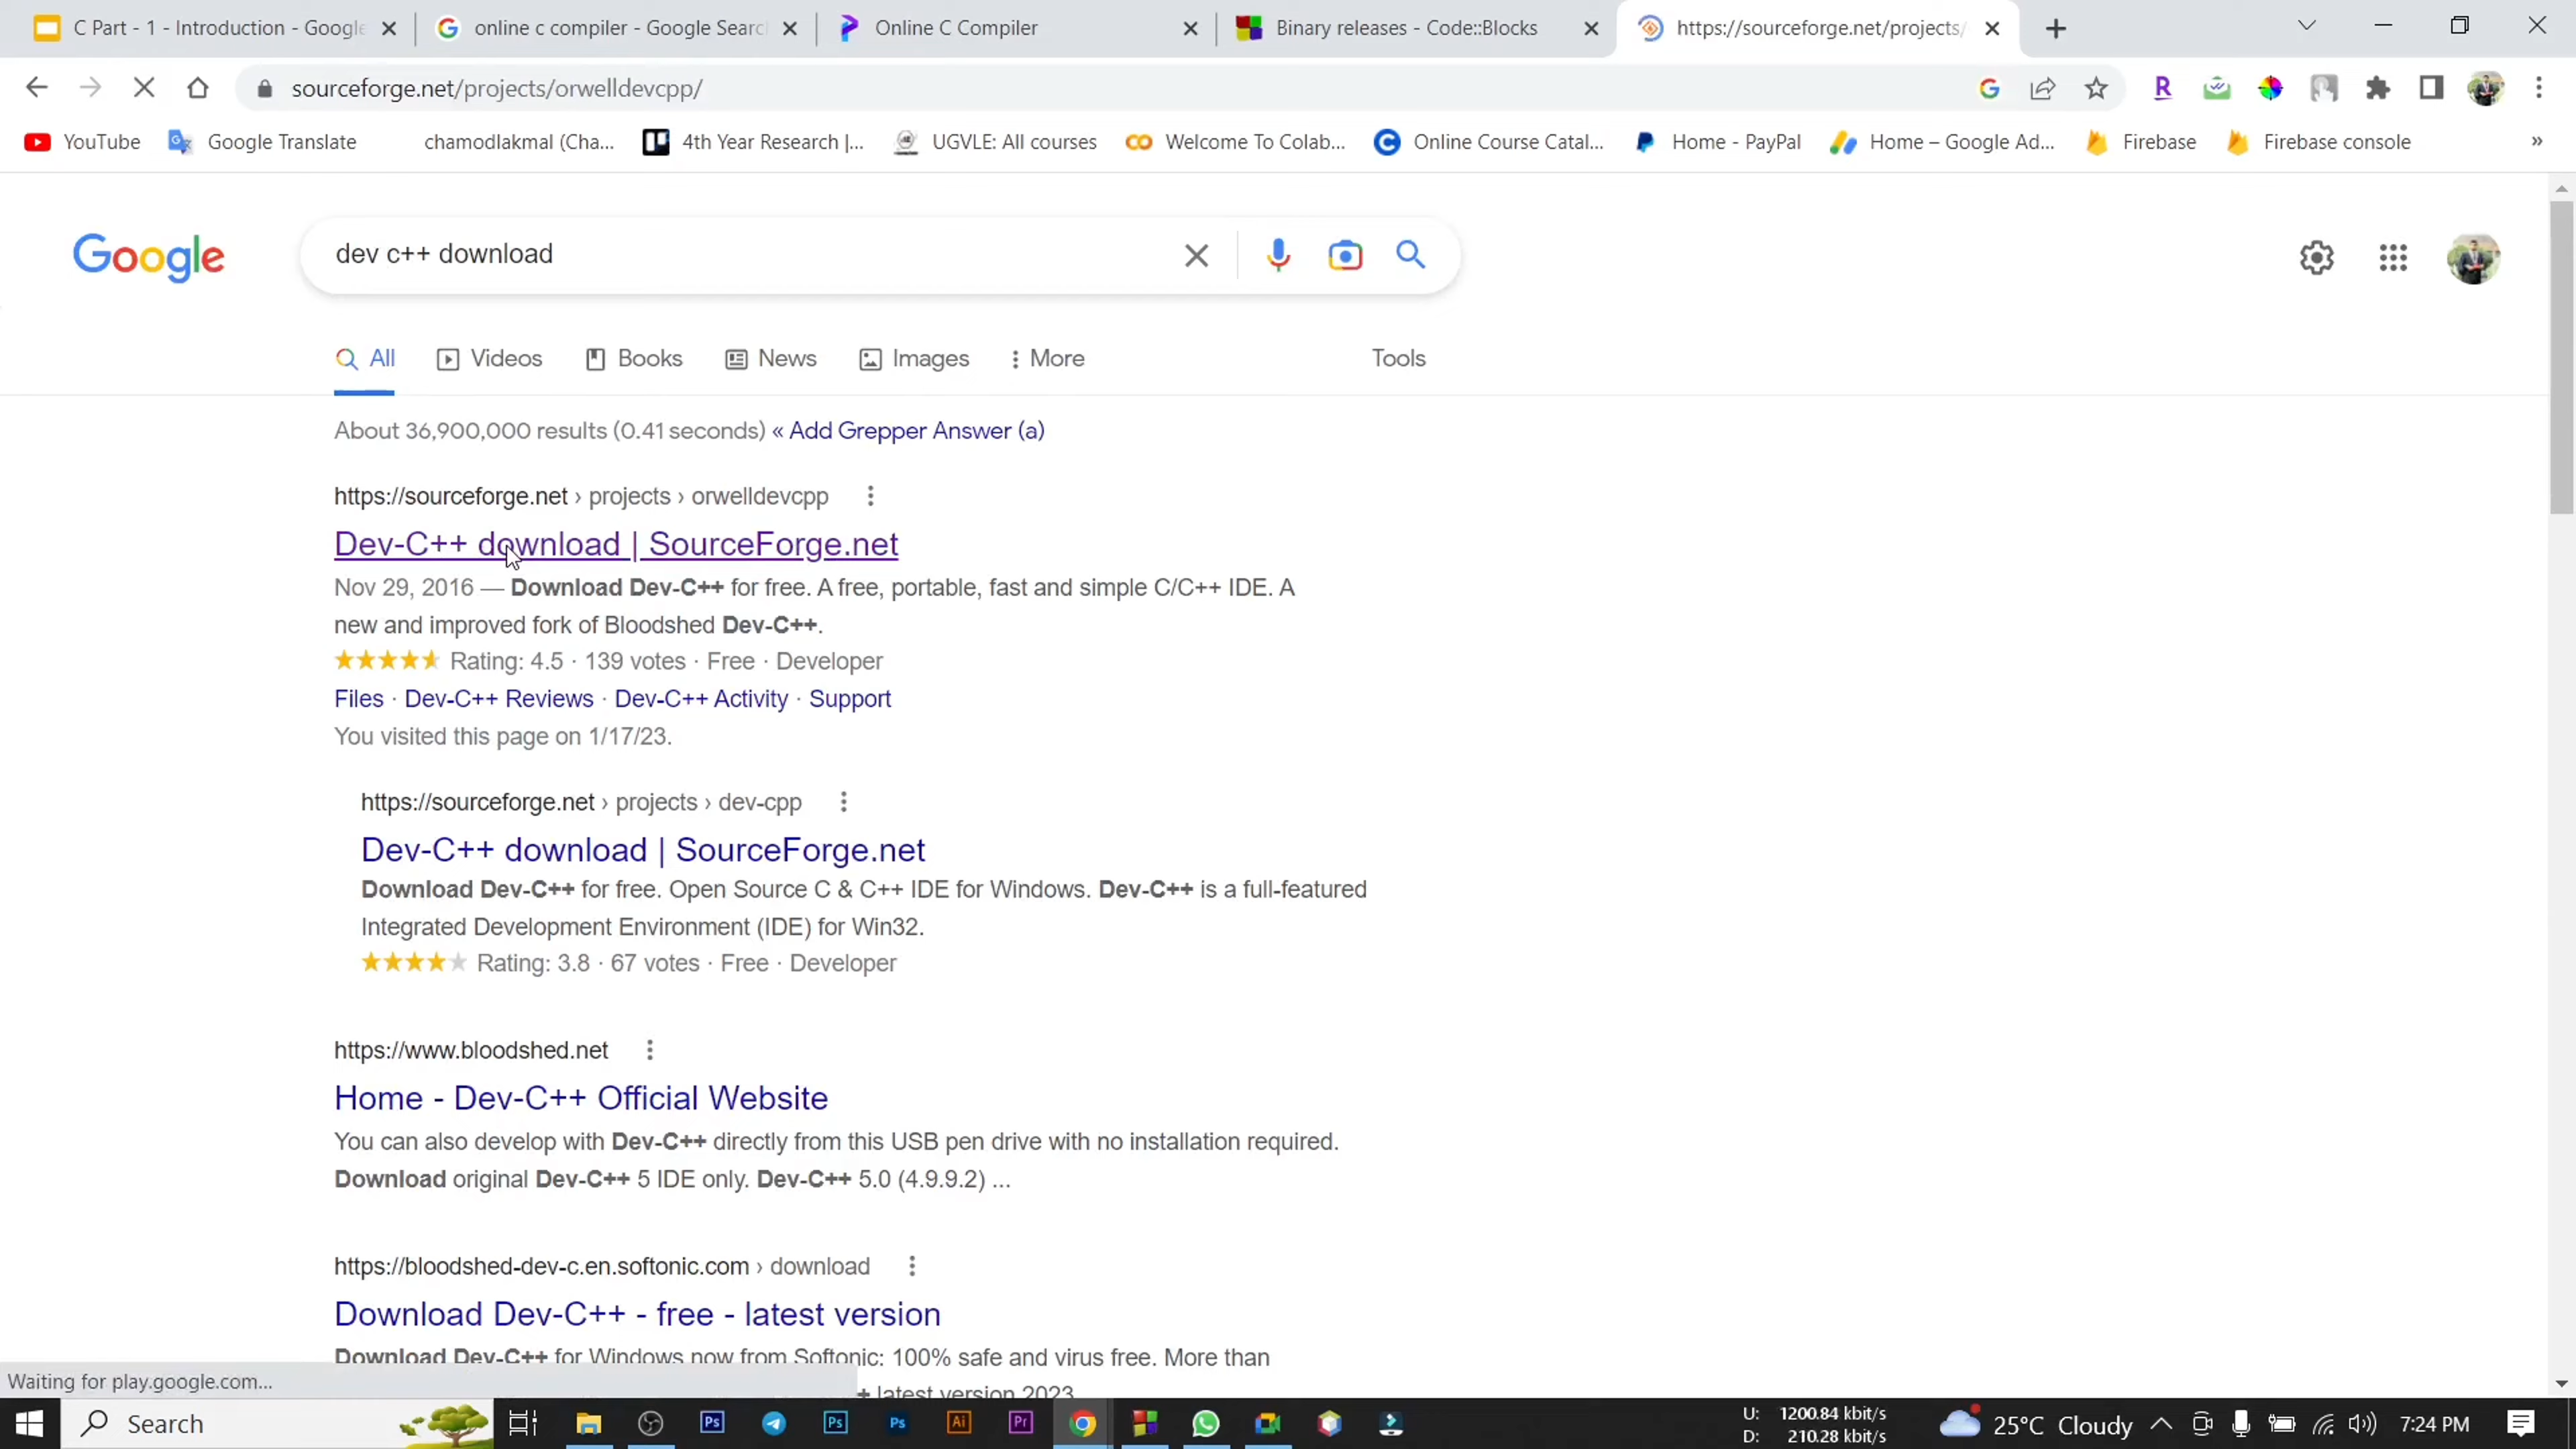 C Part - 1 - Introduction - Google
online c compiler - Google Search
Online C Compiler
Binary releases - Code::Blocks
https://sourceforge.net/projects/
sourceforge.net/projects/orwelldevcpp/
YouTube
Google Translate
chamodlakmal (Cha...
4th Year Research |...
UGVLE: All courses
Welcome To Colab...
Online Course Catal...
Home - PayPal
Home – Google Ad...
Firebase
Firebase console
»
Google
dev c++ download
All
Videos
Books
News
Images
More
Tools
About 36,900,000 results (0.41 seconds) « Add Grepper Answer (a)
https://sourceforge.net › projects › orwelldevcpp
Dev-C++ download | SourceForge.net
Nov 29, 2016 — Download Dev-C++ for free. A free, portable, fast and simple C/C++ IDE. A
new and improved fork of Bloodshed Dev-C++.
Rating: 4.5 · 139 votes · Free · Developer
Files · Dev-C++ Reviews · Dev-C++ Activity · Support
You visited this page on 1/17/23.
https://sourceforge.net › projects › dev-cpp
Dev-C++ download | SourceForge.net
Download Dev-C++ for free. Open Source C & C++ IDE for Windows. Dev-C++ is a full-featured
Integrated Development Environment (IDE) for Win32.
Rating: 3.8 · 67 votes · Free · Developer
https://www.bloodshed.net
Home - Dev-C++ Official Website
You can also develop with Dev-C++ directly from this USB pen drive with no installation required.
Download original Dev-C++ 5 IDE only. Dev-C++ 5.0 (4.9.9.2) ...
https://bloodshed-dev-c.en.softonic.com › download
Download Dev-C++ - free - latest version
Download Dev-C++ for Windows now from Softonic: 100% safe and virus free. More than
latest version 2023
Waiting for play.google.com...
Search
U: 1200.84 kbit/s
D: 210.28 kbit/s
25°C Cloudy
7:24 PM